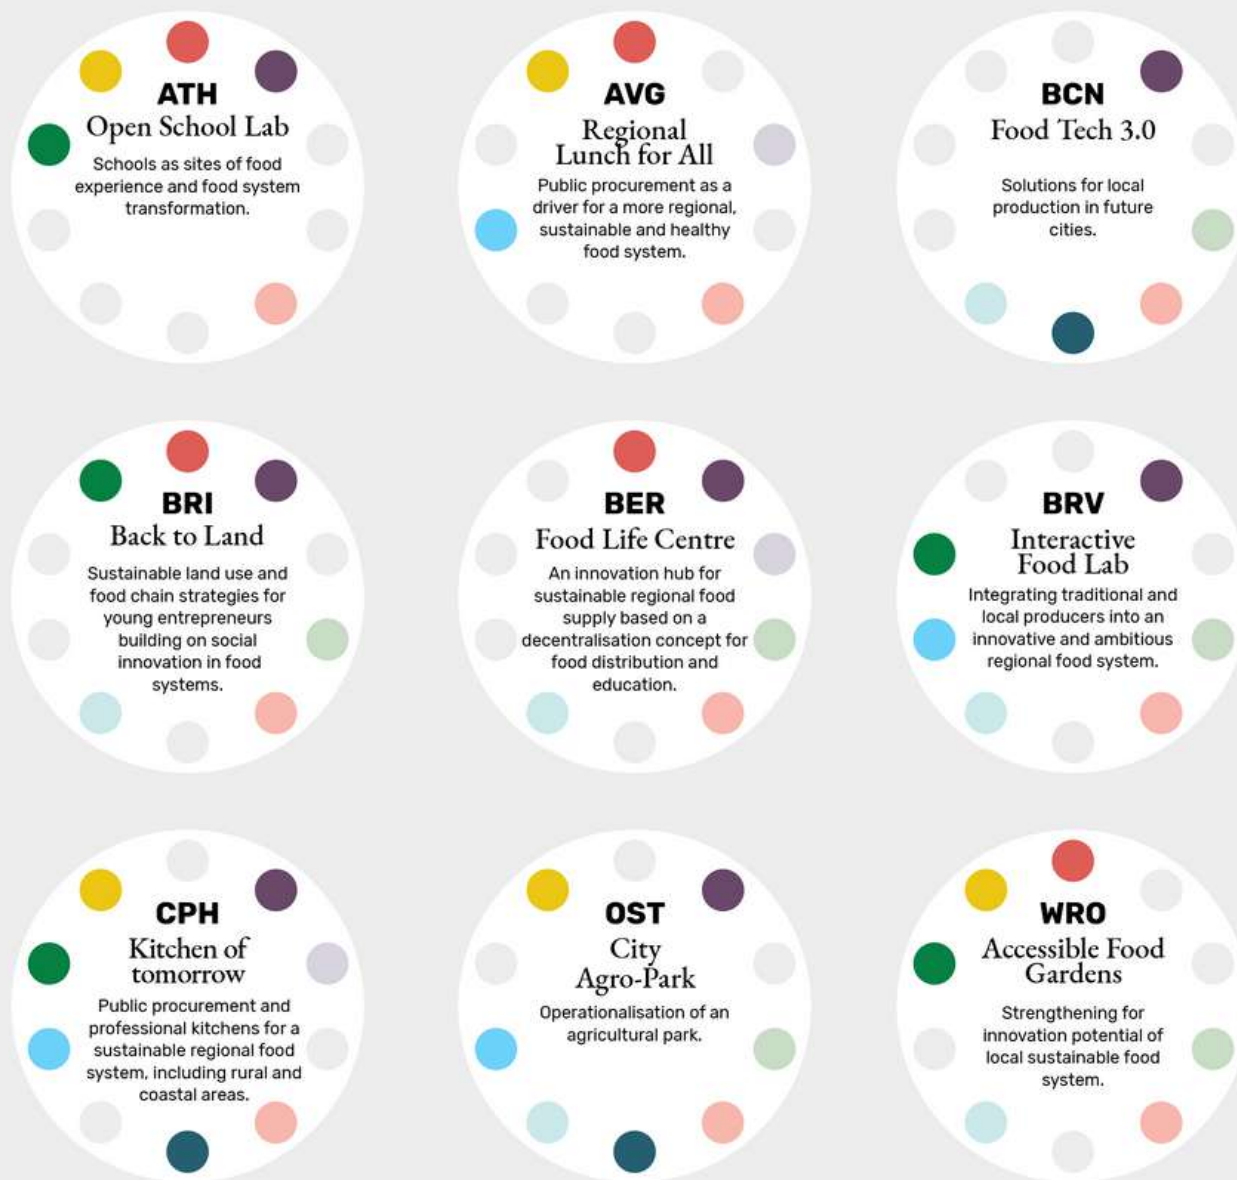 ATH
Open School Lab
Schools as sites of food
experience and food system
transformation.
AVG
Regional
Lunch for All
Public procurement as a
driver for a more regional,
sustainable and healthy
food system.
BCN
Food Tech 3.0
Solutions for local
production in future
cities.
BRI
Back to Land
Sustainable land use and
food chain strategies for
young entrepreneurs
building on social
innovation in food
systems.
BER
Food Life Centre
An innovation hub for
sustainable regional food
supply based on a
decentralisation concept for
food distribution and
education.
BRV
Interactive
Food Lab
Integrating traditional and
local producers into an
innovative and ambitious
regional food system.
CPH
Kitchen of
tomorrow
Public procurement and
professional kitchens for a
sustainable regional food
system, including rural and
coastal areas.
OST
City
Agro-Park
Operationalisation of an
agricultural park.
WRO
Accessible Food
Gardens
Strengthening for
innovation potential of
local sustainable food
system.